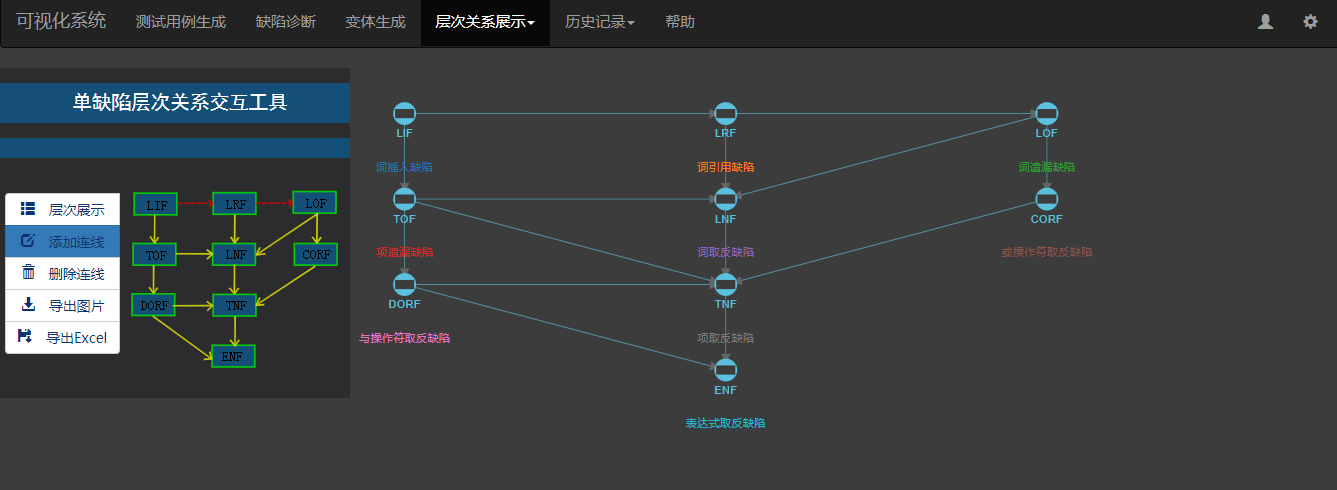 可视化系统 测试用例生成 缺陷诊断 变体生成 层次关系展示 历史记录 帮助
单缺陷层次关系交互工具
层次展示
添加连线
删除连线
导出图片
导出Excel
LIF LRF LOF
TOF LNF CORF
DORF TNF
ENF
LIF LRF LOF
词插入缺陷 词引用缺陷 词遗漏缺陷
TOF LNF CORF
项遗漏缺陷 词取反缺陷 或操作符取反缺陷
DORF TNF
与操作符取反缺陷 项取反缺陷
ENF
表达式取反缺陷